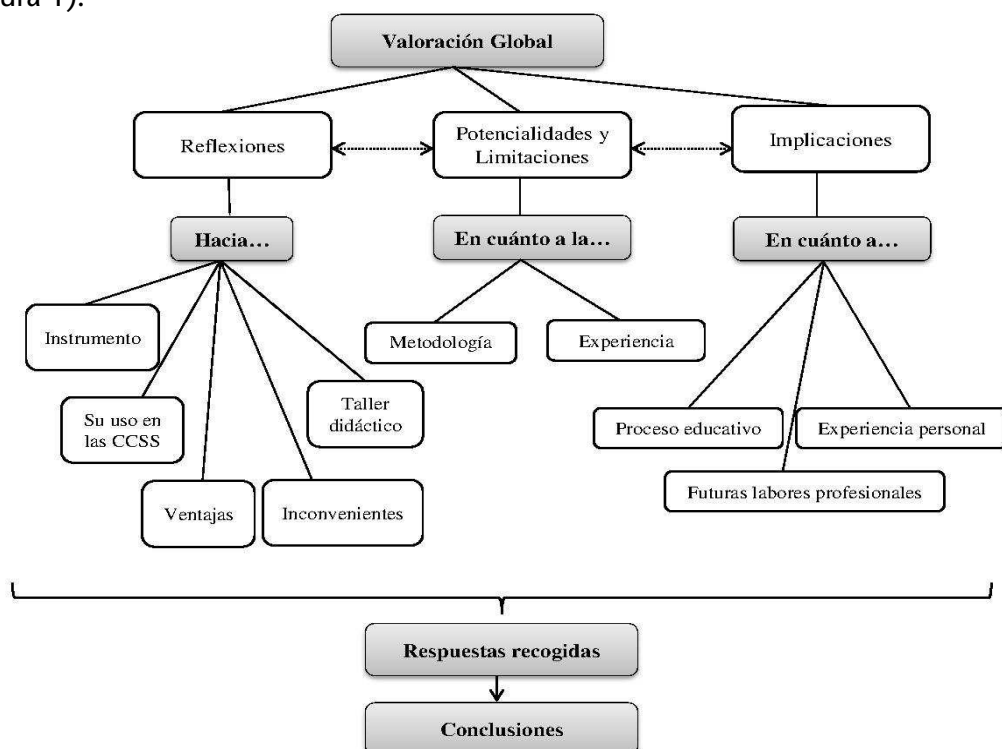 dura 1).
Valoración Global
Reflexiones
Potencialidades y
Limitaciones
Implicaciones
Hacia…
En cuánto a la…
En cuánto a…
Instrumento
Metodología
Experiencia
Su uso en
las CCSS
Taller
didáctico
Proceso educativo
Experiencia personal
Ventajas
Inconvenientes
Futuras labores profesionales
Respuestas recogidas
Conclusiones